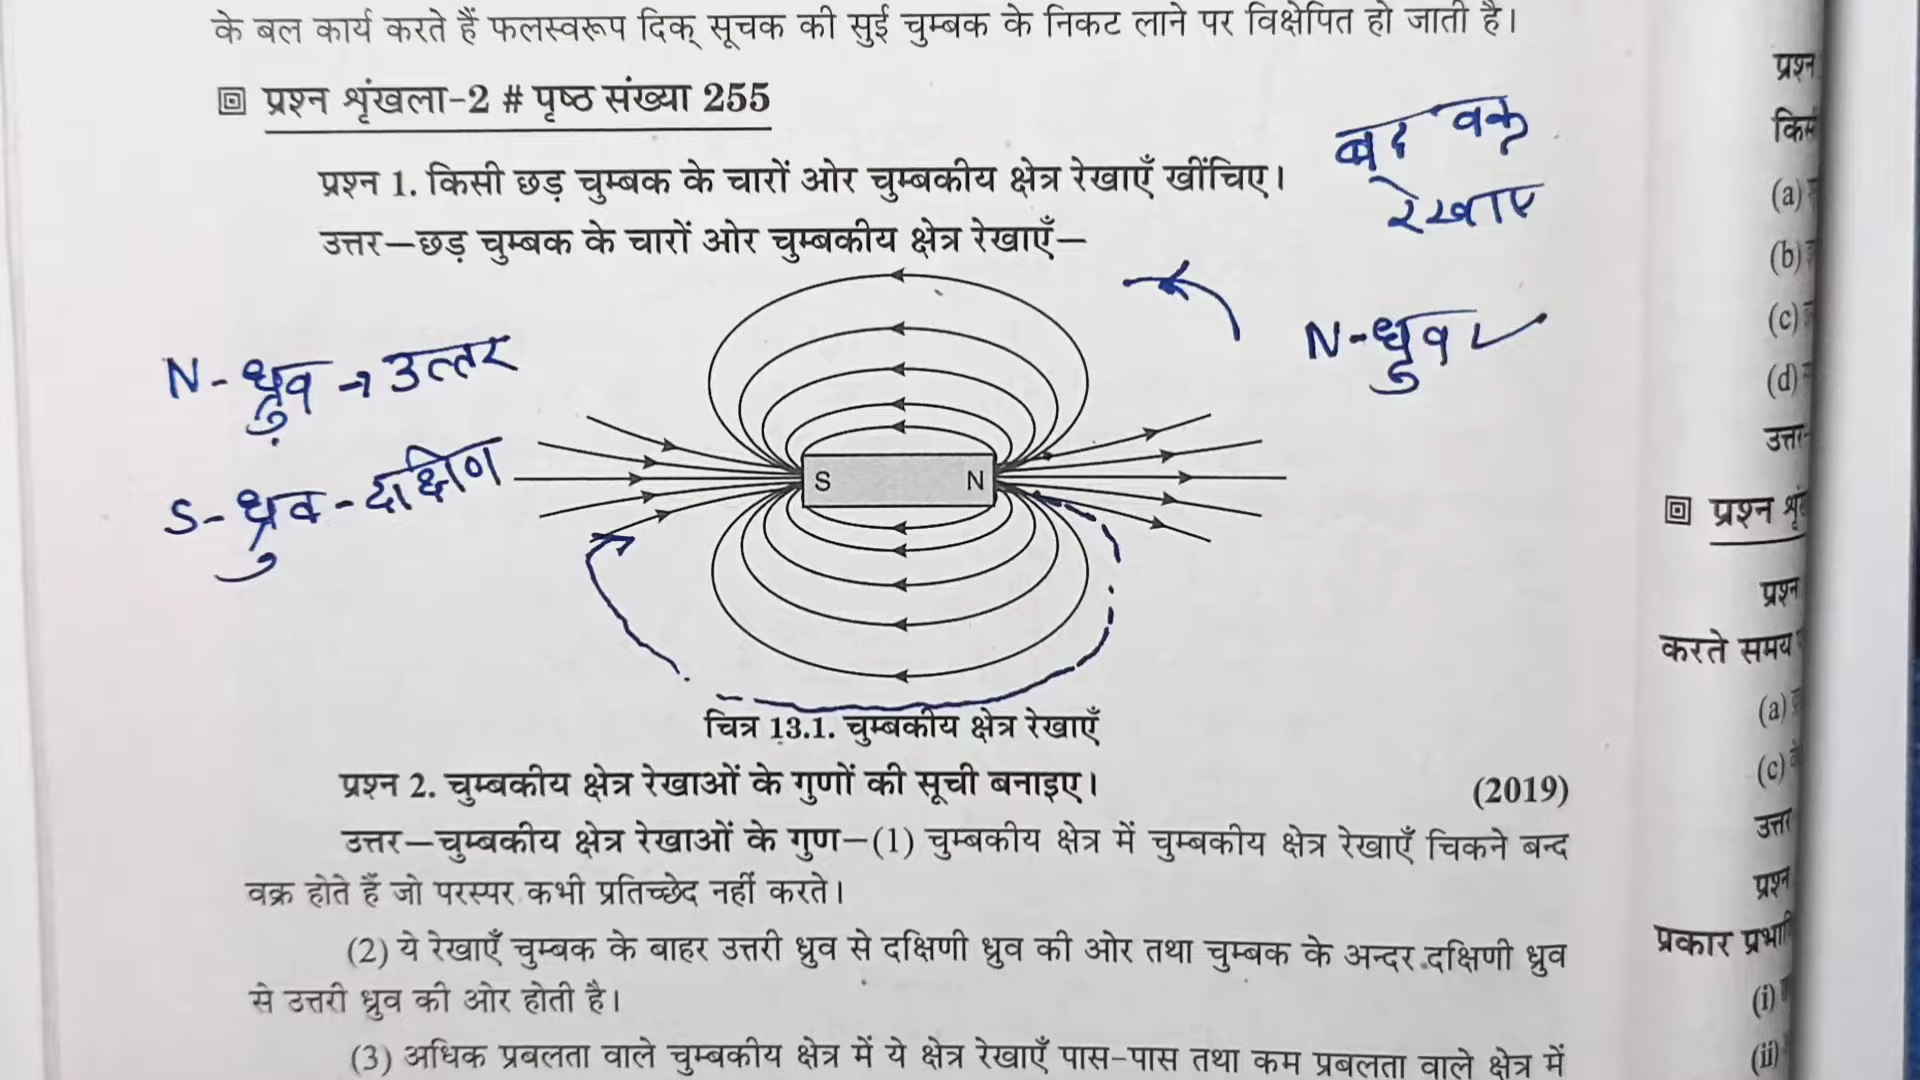 के बल कार्य करते हैं फलस्वरूप दिक् सूचक की सुई चुम्बक के निकट लाने पर विक्षेपित हो जाती है।
प्रश्न शृंखला-2 # पृष्ठ संख्या 255
प्रश्न 1. किसी छड़ चुम्बक के चारों ओर चुम्बकीय क्षेत्र रेखाएँ खींचिए।
उत्तर—छड़ चुम्बक के चारों ओर चुम्बकीय क्षेत्र रेखाएँ—
वक्र
रेखाए
N-ध्रुव
N-ध्रुव → उत्तर
S-ध्रुव - दक्षिण
S N
चित्र 13.1. चुम्बकीय क्षेत्र रेखाएँ
प्रश्न 2. चुम्बकीय क्षेत्र रेखाओं के गुणों की सूची बनाइए। (2019)
उत्तर—चुम्बकीय क्षेत्र रेखाओं के गुण—(1) चुम्बकीय क्षेत्र में चुम्बकीय क्षेत्र रेखाएँ चिकने बन्द
वक्र होते हैं जो परस्पर कभी प्रतिच्छेद नहीं करते।
(2) ये रेखाएँ चुम्बक के बाहर उत्तरी ध्रुव से दक्षिणी ध्रुव की ओर तथा चुम्बक के अन्दर दक्षिणी ध्रुव
से उत्तरी ध्रुव की ओर होती है।
(3) अधिक प्रबलता वाले चुम्बकीय क्षेत्र में ये क्षेत्र रेखाएँ पास-पास तथा कम प्रबलता वाले क्षेत्र में
प्रश्न
(a)
(b)
(c)
(d)
प्रश्न
प्रश्न
करते समय
(a)
(c)
उत्तर
प्रश्न
प्रकार
(i)
(ii)